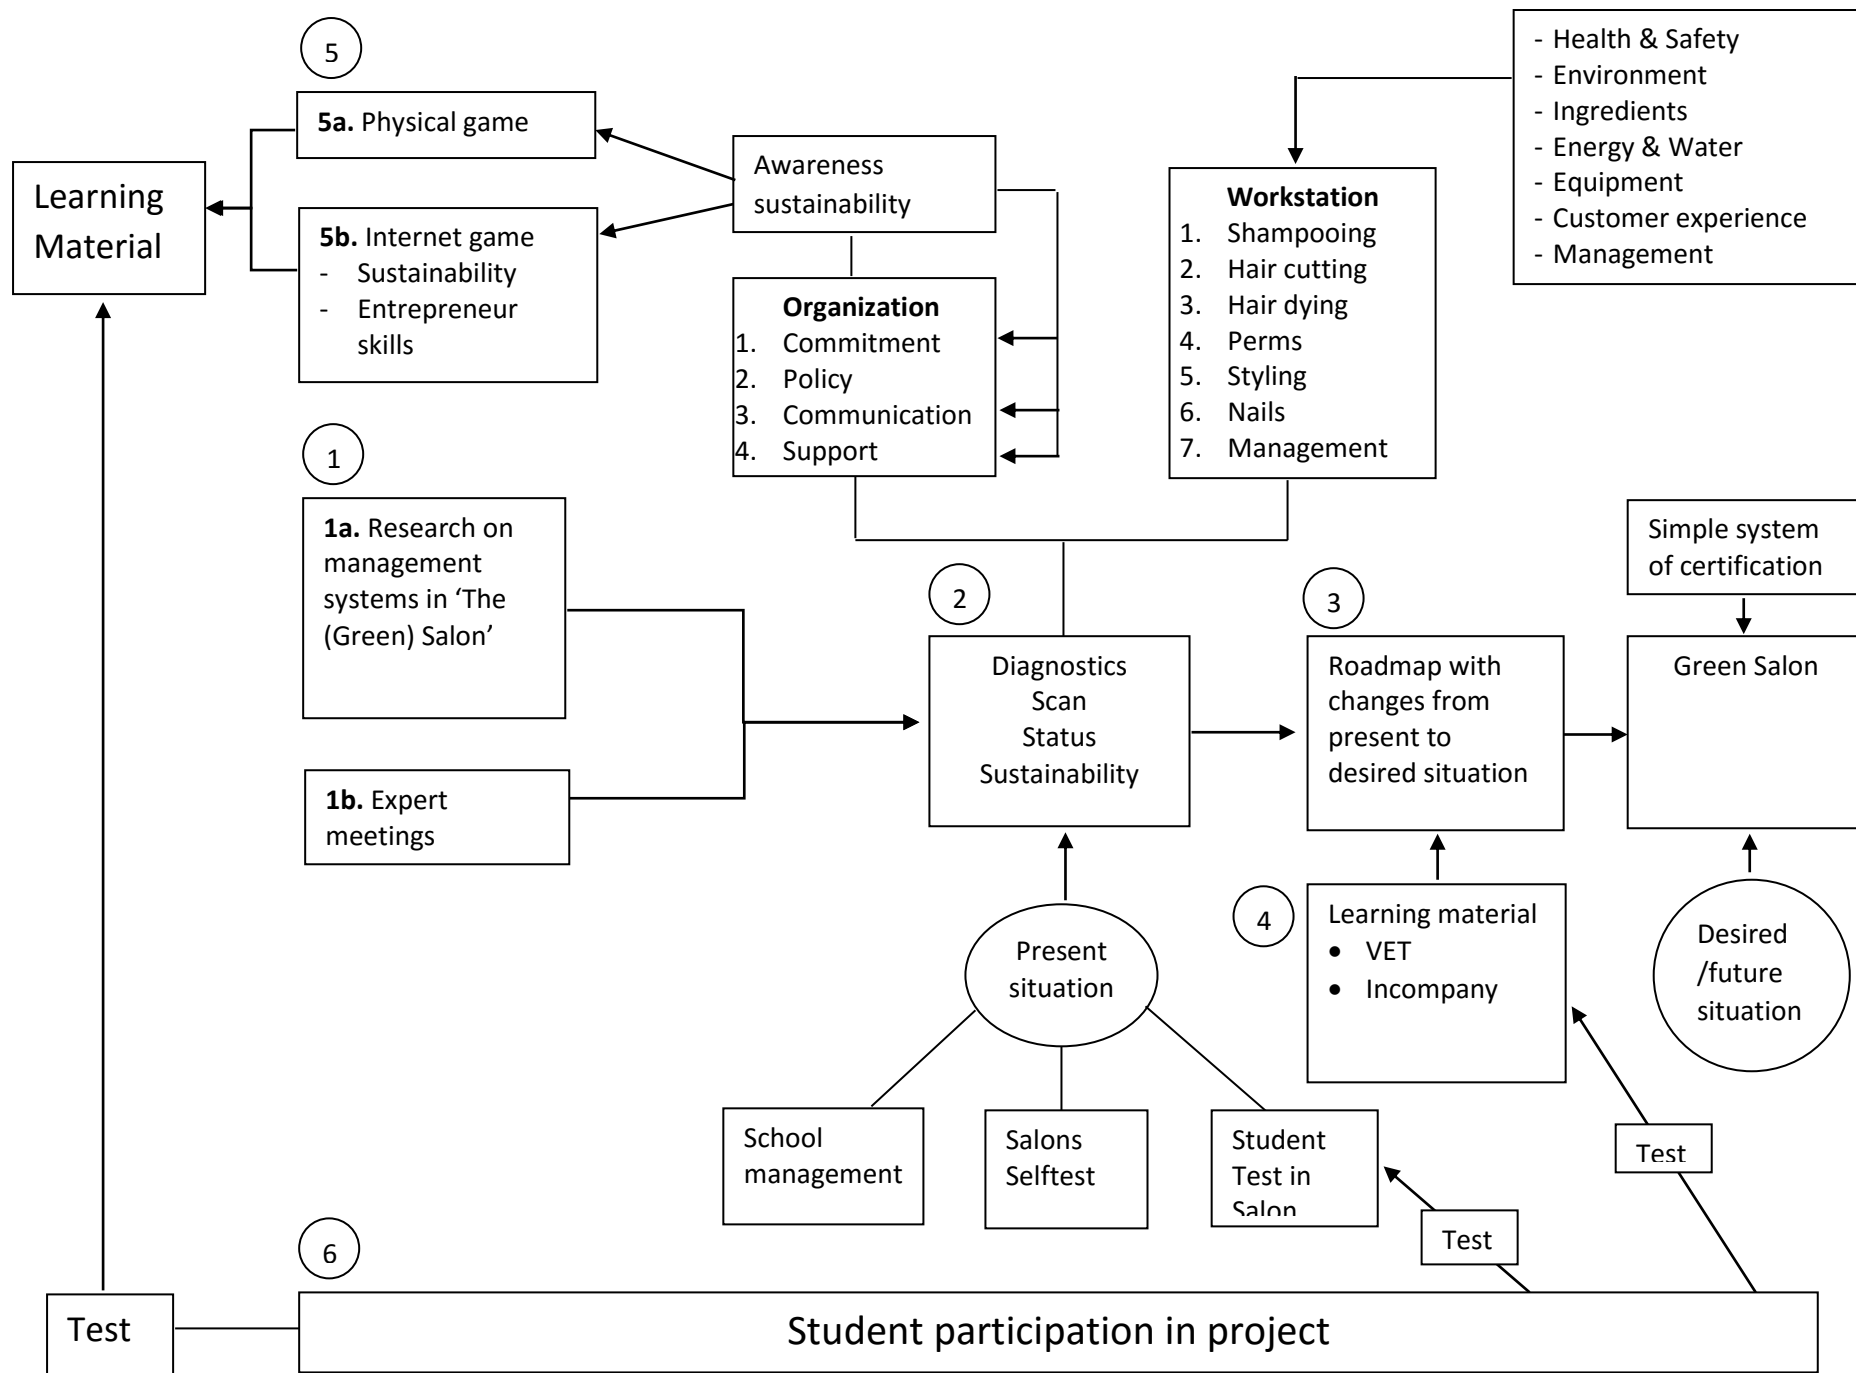 5
5a. Physical game
Learning
Material
5b. Internet game
- Sustainability
- Entrepreneur
skills
Awareness
sustainability
Organization
1. Commitment
2. Policy
3. Communication
4. Support
Workstation
1. Shampooing
2. Hair cutting
3. Hair dying
4. Perms
5. Styling
6. Nails
7. Management
- Health & Safety
- Environment
- Ingredients
- Energy & Water
- Equipment
- Customer experience
- Management
1
1a. Research on
management
systems in ‘The
(Green) Salon’
1b. Expert
meetings
2
Diagnostics
Scan
Status
Sustainability
3
Roadmap with
changes from
present to
desired situation
Simple system
of certification
Green Salon
4
Learning material
• VET
• Incompany
Desired
/future
situation
Present
situation
School
management
Salons
Selftest
Student
Test in
Salon
Test
Test
6
Test
Student participation in project